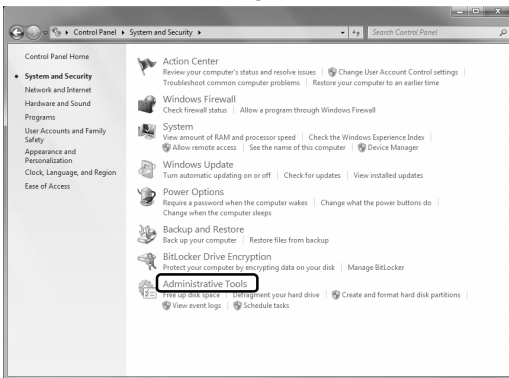 Control Panel ▸ System and Security ▸
Search Control Panel
Control Panel Home
System and Security
Network and Internet
Hardware and Sound
Programs
User Accounts and Family
Safety
Appearance and
Personalization
Clock, Language, and Region
Ease of Access
Action Center
Review your computer's status and resolve issues | Change User Account Control settings |
Troubleshoot common computer problems | Restore your computer to an earlier time
Windows Firewall
Check firewall status | Allow a program through Windows Firewall
System
View amount of RAM and processor speed | Check the Windows Experience Index |
Allow remote access | See the name of this computer | Device Manager
Windows Update
Turn automatic updating on or off | Check for updates | View installed updates
Power Options
Require a password when the computer wakes | Change what the power buttons do |
Change when the computer sleeps
Backup and Restore
Back up your computer | Restore files from backup
BitLocker Drive Encryption
Protect your computer by encrypting data on your disk | Manage BitLocker
Administrative Tools
Free up disk space | Defragment your hard drive | Create and format hard disk partitions |
View event logs | Schedule tasks